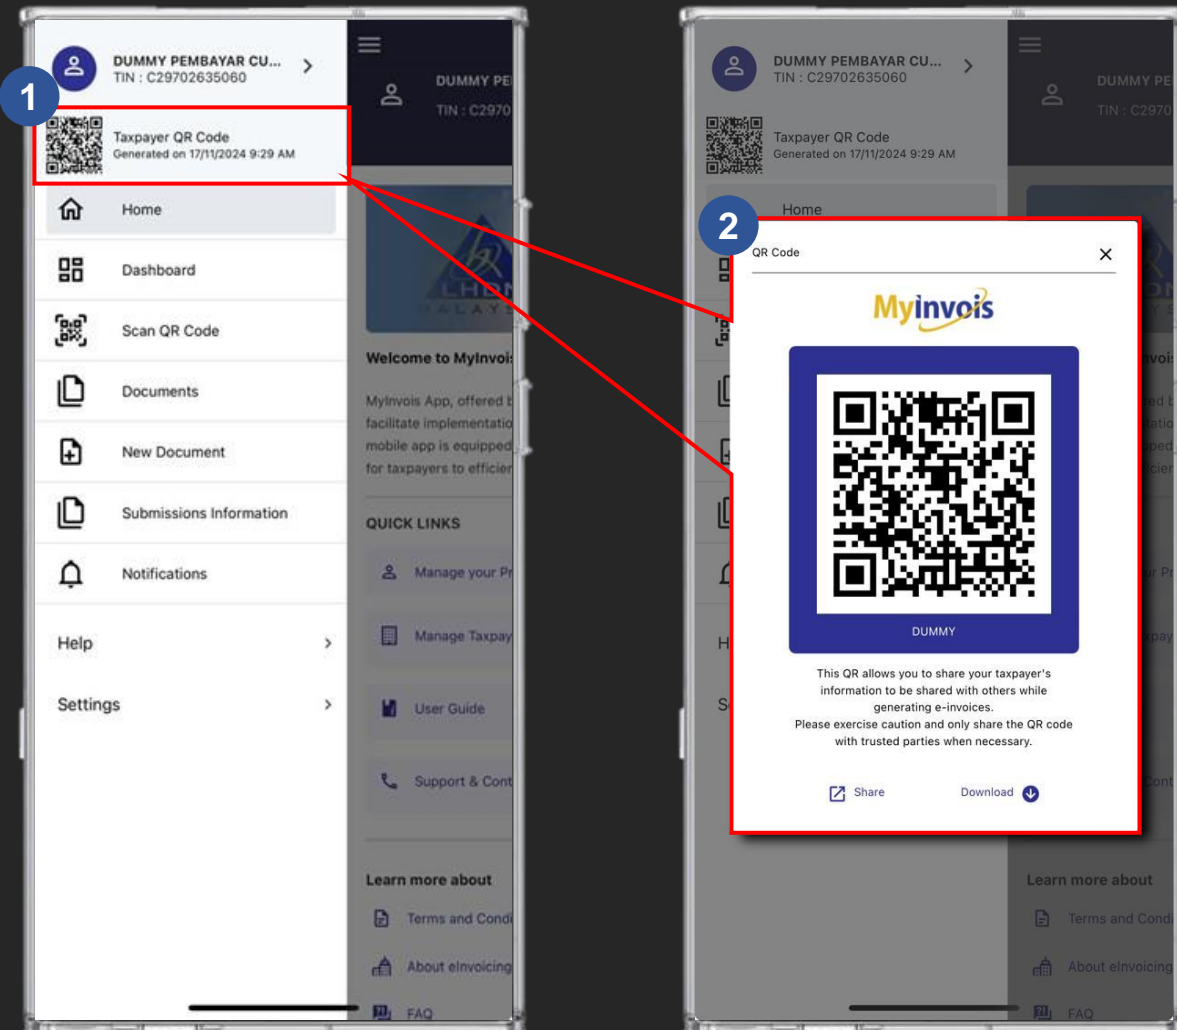 1
DUMMY PEMBAYAR CU...
TIN : C29702635060
Taxpayer QR Code
Generated on 17/11/2024 9:29 AM
Home
Dashboard
Scan QR Code
Documents
New Document
Submissions Information
Notifications
Help
Settings
DUMMY PE
TIN : C2970
LHDN
MALAYS
Welcome to MyInvois
MyInvois App, offered b
facilitate implementatio
mobile app is equipped
for taxpayers to efficien
QUICK LINKS
Manage your Pr
Manage Taxpay
User Guide
Support & Cont
Learn more about
Terms and Condi
About eInvoicing
FAQ
DUMMY PEMBAYAR CU...
TIN : C29702635060
Taxpayer QR Code
Generated on 17/11/2024 9:29 AM
Home
DUMMY PE
TIN : C2970
2
QR Code
MyInvois
DUMMY
This QR allows you to share your taxpayer's
information to be shared with others while
generating e-invoices.
Please exercise caution and only share the QR code
with trusted parties when necessary.
Share
Download
Learn more about
Terms and Condi
About eInvoicing
FAQ